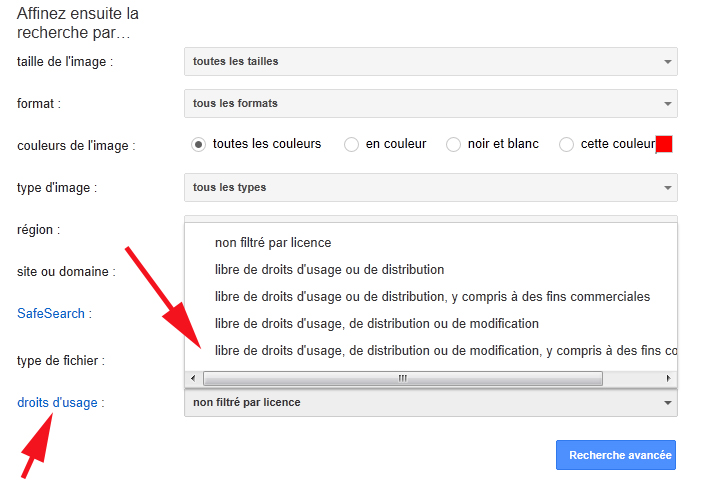 Affinez ensuite la
recherche par…
taille de l'image :
toutes les tailles
format :
tous les formats
couleurs de l'image :
toutes les couleurs
en couleur
noir et blanc
cette couleur
type d'image :
tous les types
région :
non filtré par licence
libre de droits d'usage ou de distribution
site ou domaine :
libre de droits d'usage ou de distribution, y compris à des fins commerciales
SafeSearch :
libre de droits d'usage, de distribution ou de modification
type de fichier :
libre de droits d'usage, de distribution ou de modification, y compris à des fins co
droits d'usage :
non filtré par licence
Recherche avancée